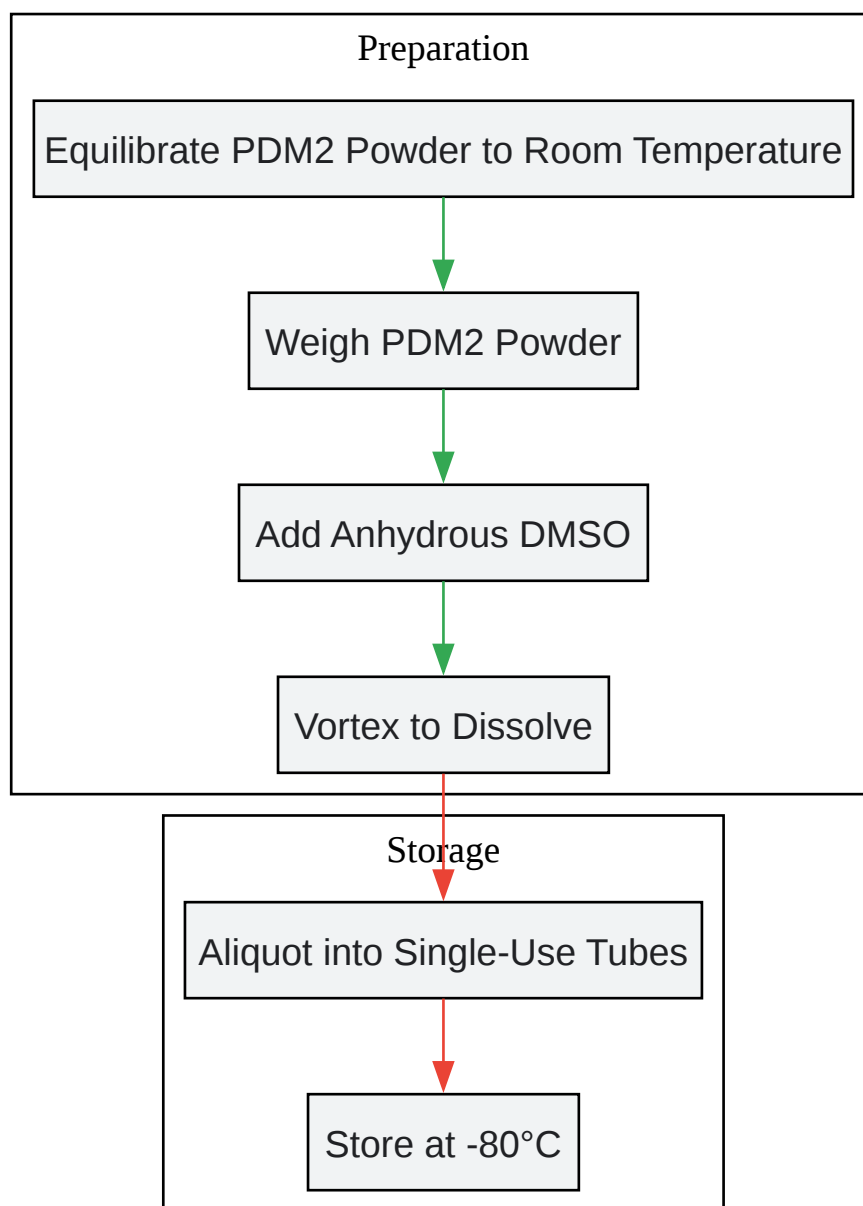 Preparation
Equilibrate PDM2 Powder to Room Temperature
Weigh PDM2 Powder
Add Anhydrous DMSO
Vortex to Dissolve
Storage
Aliquot into Single-Use Tubes
Store at -80°C